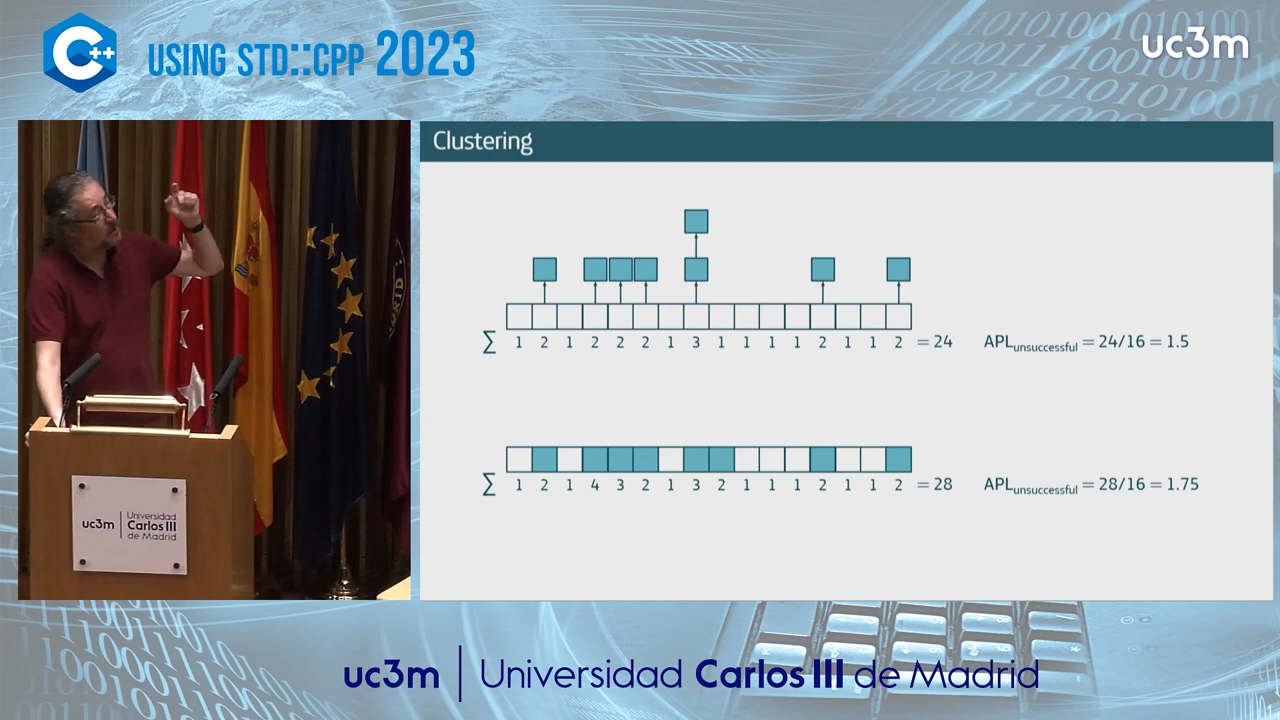 C++
USING STD::CPP 2023
uc3m
Clustering
∑ 1 2 1 2 2 2 1 3 1 1 1 1 2 1 1 2 = 24 APLunsuccessful = 24/16 = 1.5
∑ 1 2 1 4 3 2 1 3 2 1 1 1 2 1 1 2 = 28 APLunsuccessful = 28/16 = 1.75
uc3m
Universidad
Carlos III
de Madrid
uc3m Universidad Carlos III de Madrid